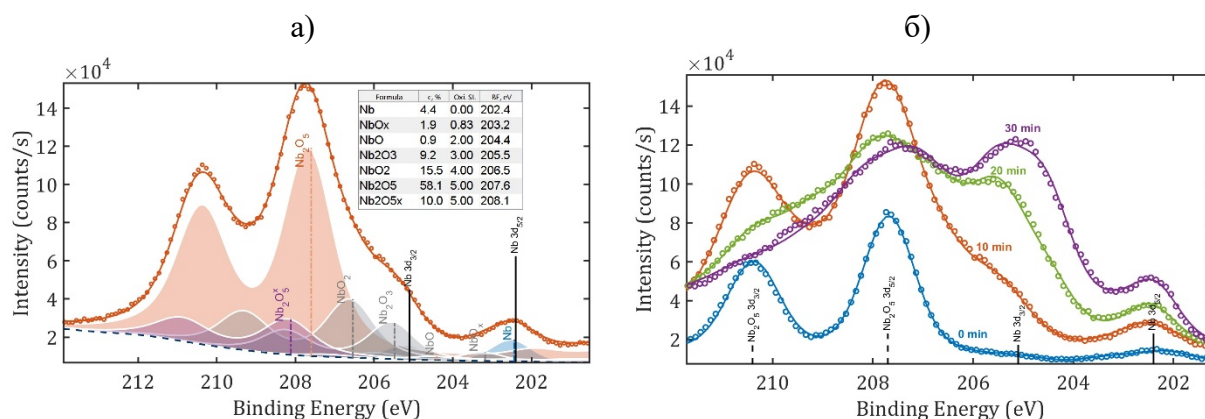 а)
б)
×10⁴
14
12
10
8
6
4
2
Intensity (counts/s)
212
210
208
206
204
202
Binding Energy (eV)
Formula c, % Oxi. St. BE, eV
Nb 4.4 0.00 202.4
NbOx 1.9 0.83 203.2
NbO 0.9 2.00 204.4
Nb2O3 9.2 3.00 205.5
NbO2 15.5 4.00 206.5
Nb2O5 58.1 5.00 207.6
Nb2O5x 10.0 5.00 208.1
Nb₂O₅
Nb₂O₅ˣ
NbO₂
Nb₂O₃
NbO
NbOₓ
Nb
Nb 3d₃/₂
Nb 3d₅/₂
×10⁴
14
12
10
8
6
4
2
Intensity (counts/s)
30 min
20 min
10 min
0 min
Nb₂O₅ 3d₃/₂
Nb₂O₅ 3d₅/₂
Nb 3d₃/₂
Nb 3d₅/₂
210
208
206
204
202
Binding Energy (eV)